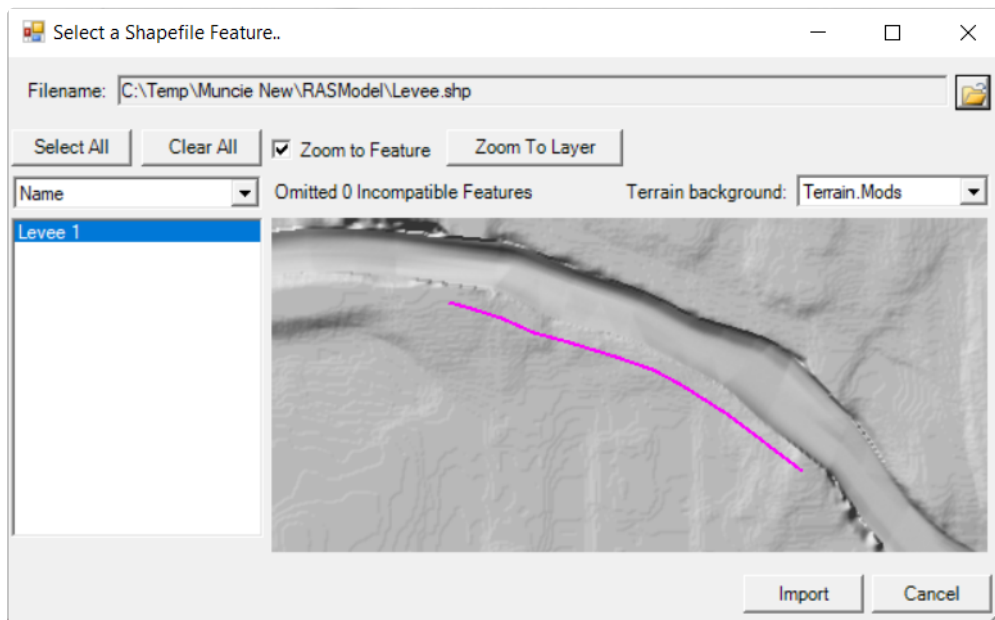 Select a Shapefile Feature..
Filename: C:\Temp\Muncie New\RASModel\Levee.shp
Select All Clear All Zoom to Feature Zoom To Layer
Name Omitted 0 Incompatible Features Terrain background: Terrain.Mods
Levee 1
Import Cancel